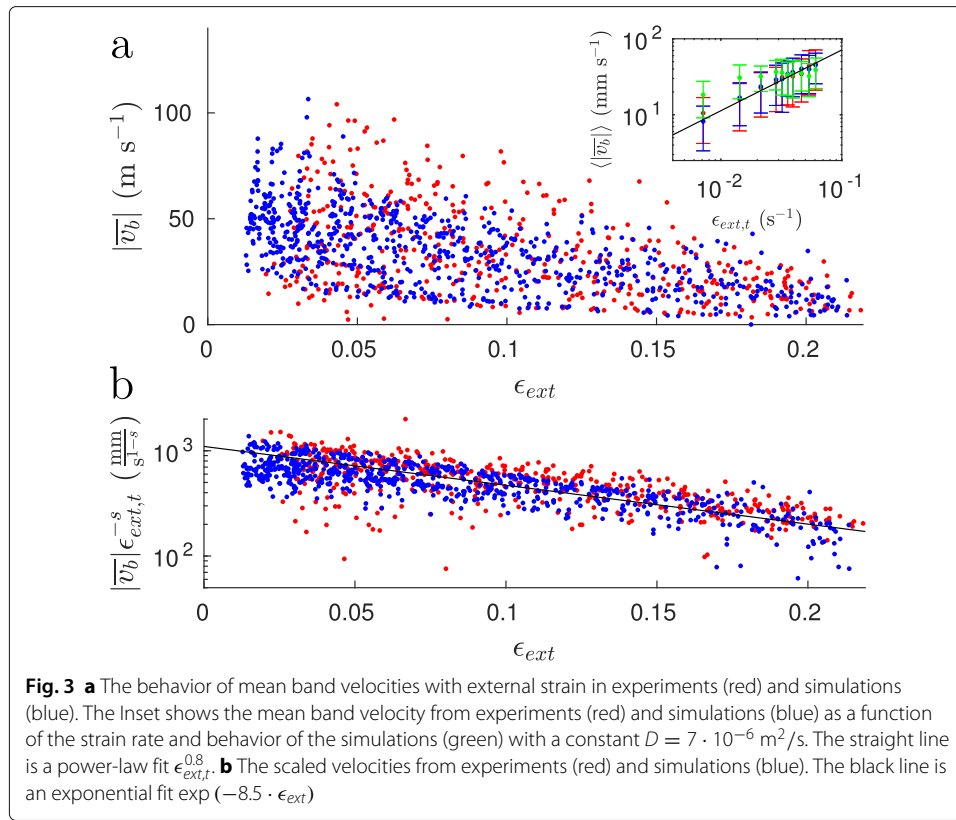 a
100
50
0
|v̅_b| (m s⁻¹)
0 0.05 0.1 0.15 0.2
ϵ_ext
10²
10¹
⟨|v̅_b|⟩ (mm s⁻¹)
10⁻² 10⁻¹
ϵ_ext,t (s⁻¹)
b
10³
10²
|v̅_b|ϵ_ext,t^−s (mm/s^1−s)
0 0.05 0.1 0.15 0.2
ϵ_ext
Fig. 3 a The behavior of mean band velocities with external strain in experiments (red) and simulations
(blue). The Inset shows the mean band velocity from experiments (red) and simulations (blue) as a function
of the strain rate and behavior of the simulations (green) with a constant D = 7 · 10⁻⁶ m²/s. The straight line
is a power-law fit ϵ_ext,t^0.8. b The scaled velocities from experiments (red) and simulations (blue). The black line is
an exponential fit exp (−8.5 · ϵ_ext)